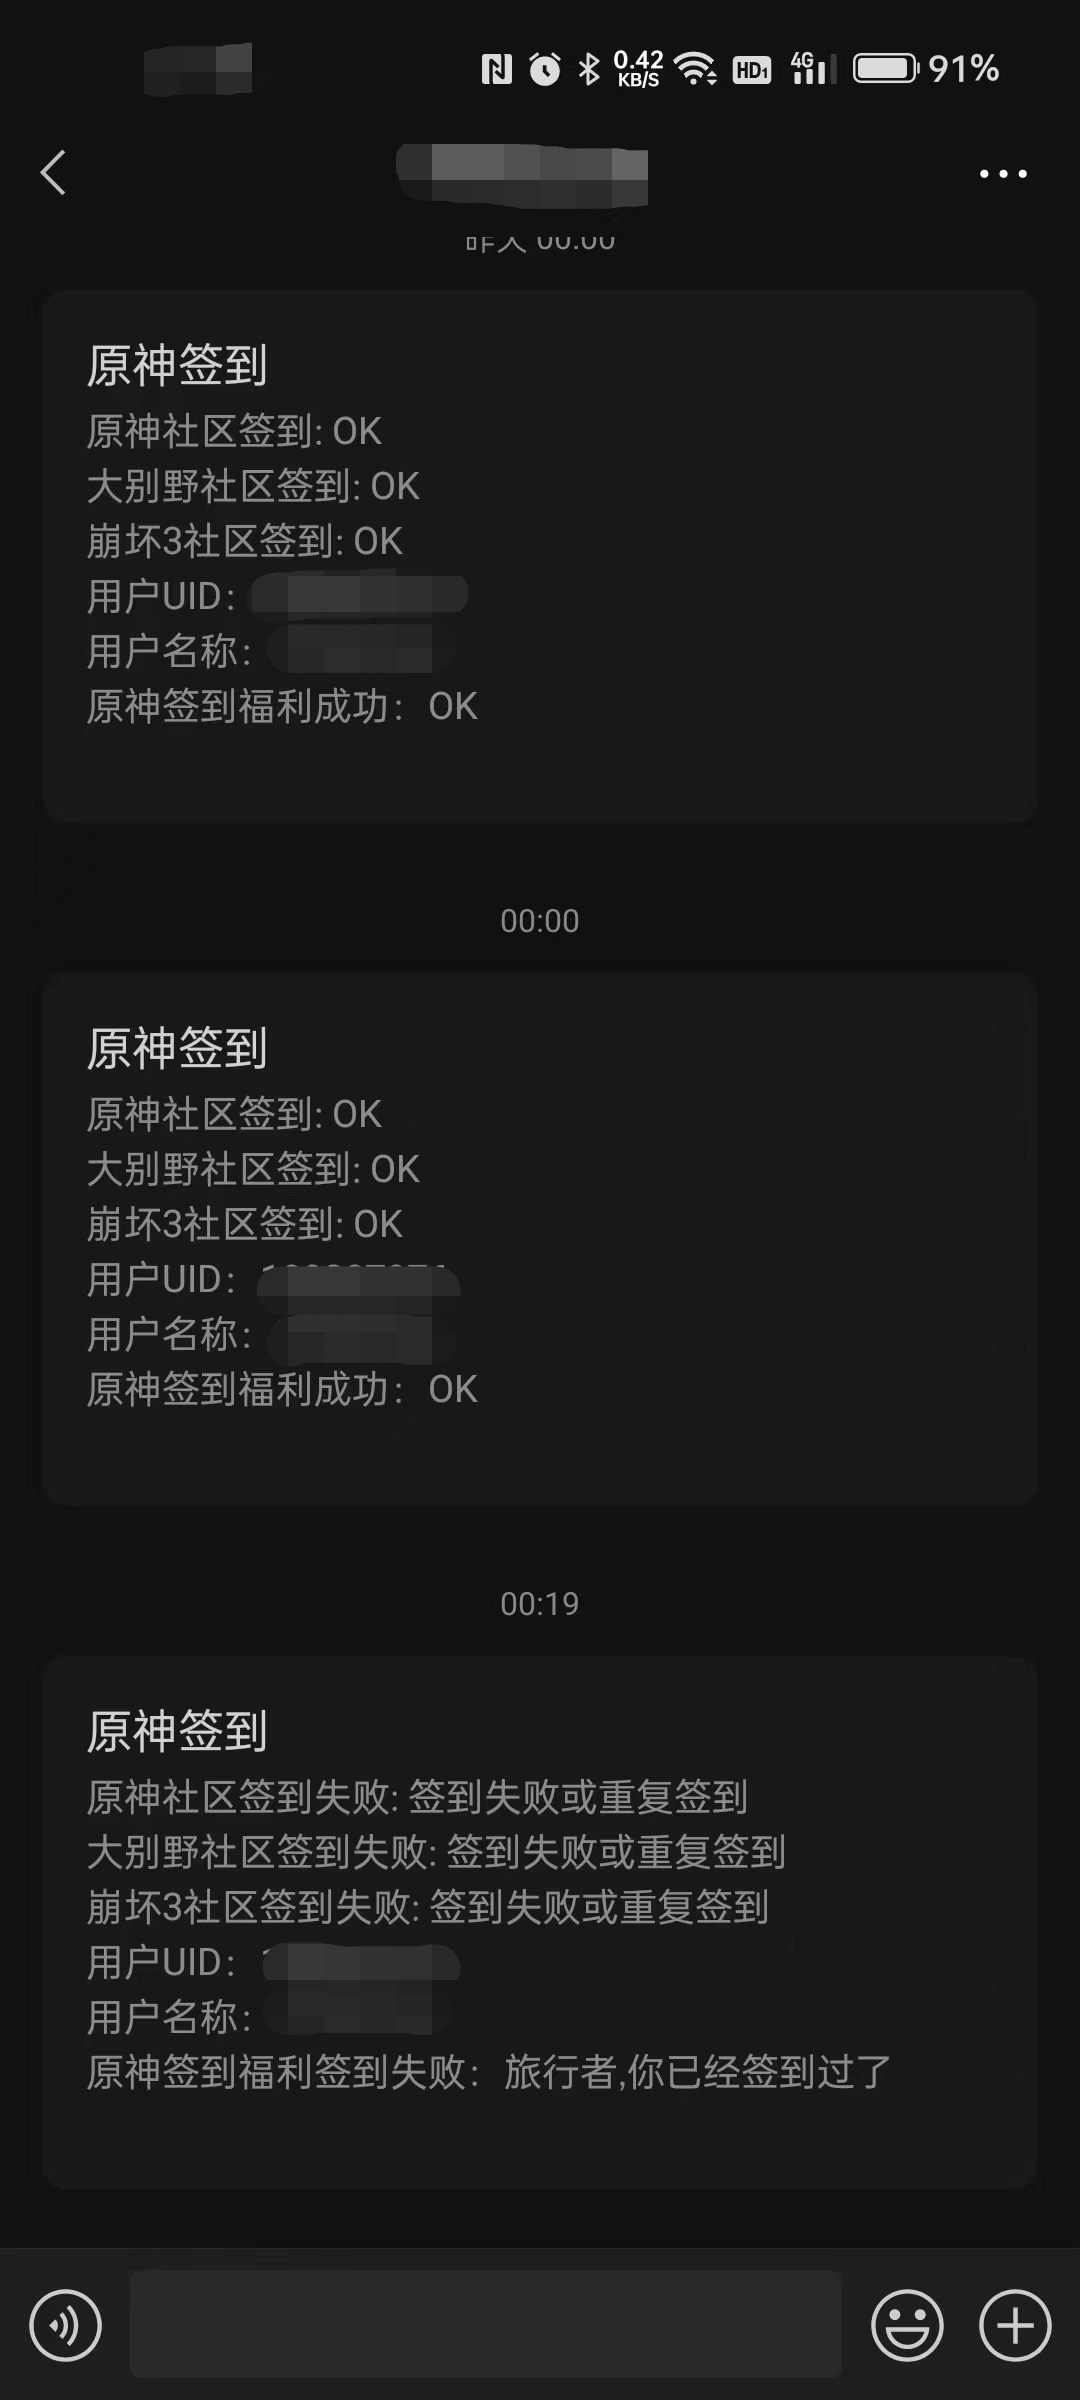 0.42
KB/S
HD1
4G
91%
昨天 00:00
原神签到
原神社区签到: OK
大别野社区签到: OK
崩坏3社区签到: OK
用户UID：
用户名称：
原神签到福利成功： OK
00:00
原神签到
原神社区签到: OK
大别野社区签到: OK
崩坏3社区签到: OK
用户UID：
用户名称：
原神签到福利成功： OK
00:19
原神签到
原神社区签到失败: 签到失败或重复签到
大别野社区签到失败: 签到失败或重复签到
崩坏3社区签到失败: 签到失败或重复签到
用户UID：
用户名称：
原神签到福利签到失败： 旅行者,你已经签到过了